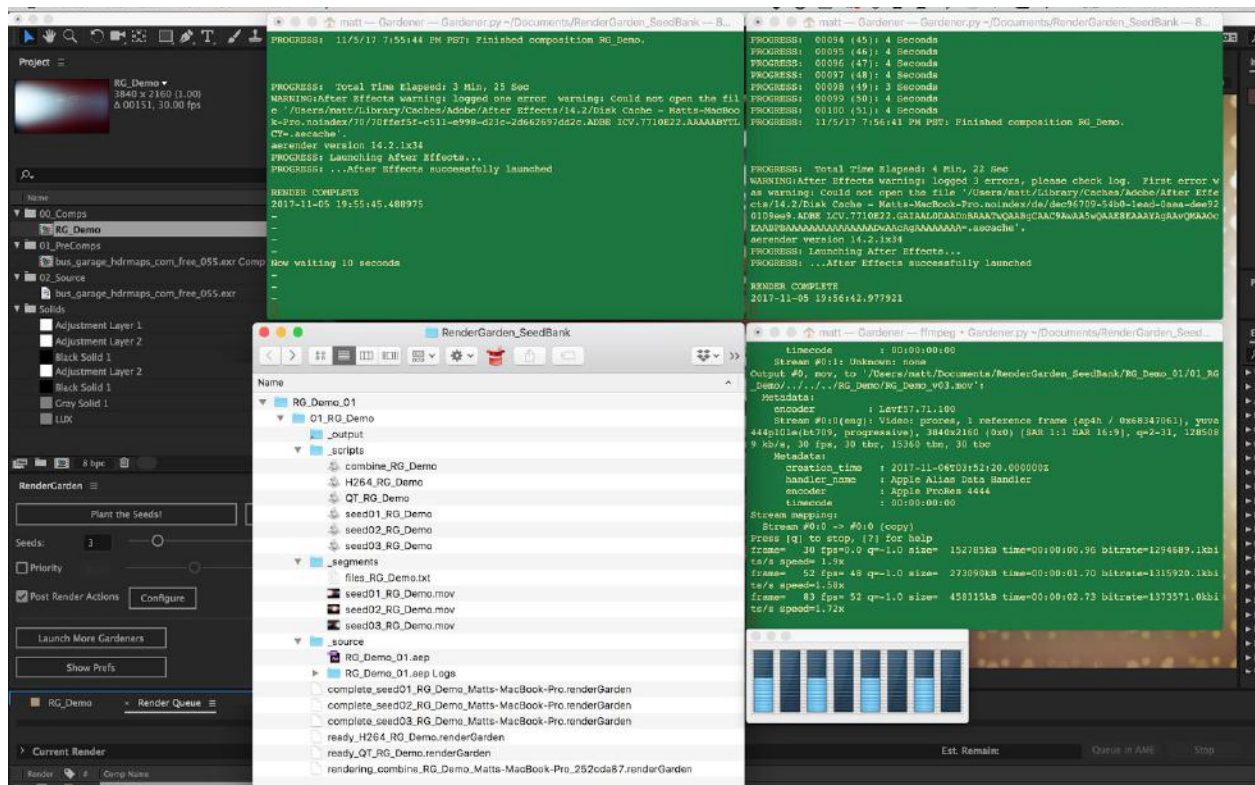 Project
RG_Demo
3840 x 2160 (1.00)
Δ 00151, 30.00 fps
Name
00_Comps
RG_Demo
01_PreComps
bus_garage_hdrmaps_com_free_055.exr Comp
02_Source
bus_garage_hdrmaps_com_free_055.exr
Solids
Adjustment Layer 1
Adjustment Layer 2
Black Solid 1
Adjustment Layer 2
Black Solid 1
Gray Solid 1
LUX
8 bpc
RenderGarden
Plant the Seeds!
Seeds: 3
Priority
Post Render Actions Configure
Launch More Gardeners
Show Prefs
RG_Demo × Render Queue
Current Render
Render # Comp Name
Est. Remain: Queue in AME Stop
matt — Gardener — Gardener.py ~/Documents/RenderGarden_SeedBank — 8...
PROGRESS: 11/5/17 7:55:44 PM PST: Finished composition RG_Demo.
PROGRESS: Total Time Elapsed: 3 Min, 25 Sec
WARNING:After Effects warning: logged one error warning: Could not open the fil
e '/Users/matt/Library/Caches/Adobe/After Effects/14.2/Disk Cache - Matts-MacBoo
k-Pro.noindex/70/70ffef5f-c511-e998-d23c-2d662697dd2c.ADBE ICV.7710E22.AAAAABYTL
CY=.aecache'.
aerender version 14.2.1x34
PROGRESS: Launching After Effects...
PROGRESS: ...After Effects successfully launched
RENDER COMPLETE
2017-11-05 19:55:45.488975
-
-
-
-
Now waiting 10 seconds
-
-
-
matt — Gardener — Gardener.py ~/Documents/RenderGarden_SeedBank — 8...
PROGRESS: 00094 (45): 4 Seconds
PROGRESS: 00095 (46): 4 Seconds
PROGRESS: 00096 (47): 4 Seconds
PROGRESS: 00097 (48): 4 Seconds
PROGRESS: 00098 (49): 3 Seconds
PROGRESS: 00099 (50): 4 Seconds
PROGRESS: 00100 (51): 4 Seconds
PROGRESS: 11/5/17 7:56:41 PM PST: Finished composition RG_Demo.
PROGRESS: Total Time Elapsed: 4 Min, 22 Sec
WARNING:After Effects warning: logged 3 errors, please check log. First error w
as warning: Could not open the file '/Users/matt/Library/Caches/Adobe/After Effe
cts/14.2/Disk Cache - Matts-MacBook-Pro.noindex/de/
aerender version 14.2.1x34
PROGRESS: Launching After Effects...
PROGRESS: ...After Effects successfully launched
RENDER COMPLETE
2017-11-05 19:56:42.977921
RenderGarden_SeedBank
Name
RG_Demo_01
01_RG_Demo
_output
_scripts
combine_RG_Demo
H264_RG_Demo
QT_RG_Demo
seed01_RG_Demo
seed02_RG_Demo
seed03_RG_Demo
_segments
files_RG_Demo.txt
seed01_RG_Demo.mov
seed02_RG_Demo.mov
seed03_RG_Demo.mov
_source
RG_Demo_01.aep
RG_Demo_01.aep Logs
complete_seed01_RG_Demo_Matts-MacBook-Pro.renderGarden
complete_seed02_RG_Demo_Matts-MacBook-Pro.renderGarden
complete_seed03_RG_Demo_Matts-MacBook-Pro.renderGarden
ready_H264_RG_Demo.renderGarden
ready_QT_RG_Demo.renderGarden
rendering_combine_RG_Demo_Matts-MacBook-Pro_252cda87.renderGarden
matt — Gardener — ffmpeg • Gardener.py ~/Documents/RenderGarden_Seed...
timecode : 00:00:00:00
Stream #0:1: Unknown: none
Output #0, mov, to '/Users/matt/Documents/RenderGarden_SeedBank/RG_Demo_01/01_RG
_Demo/../../../RG_Demo/RG_Demo_v03.mov':
Metadata:
encoder : Lavf57.71.100
Stream #0:0(eng): Video: prores, 1 reference frame (ap4h / 0x68347061), yuva
444p10le(bt709, progressive), 3840x2160 (0x0) [SAR 1:1 DAR 16:9], q=2-31, 128508
9 kb/s, 30 fps, 30 tbr, 15360 tbn, 30 tbc
Metadata:
creation_time : 2017-11-06T03:52:20.000000Z
handler_name : Apple Alias Data Handler
encoder : Apple ProRes 4444
timecode : 00:00:00:00
Stream mapping:
Stream #0:0 -> #0:0 (copy)
Press [q] to stop, [?] for help
frame= 30 fps=0.0 q=-1.0 size= 152785kB time=00:00:00.96 bitrate=1294689.1kbi
ts/s speed= 1.9x
frame= 52 fps= 48 q=-1.0 size= 273090kB time=00:00:01.70 bitrate=1315920.1kbi
ts/s speed=1.58x
frame= 83 fps= 52 q=-1.0 size= 458315kB time=00:00:02.73 bitrate=1373571.0kbi
ts/s speed=1.72x